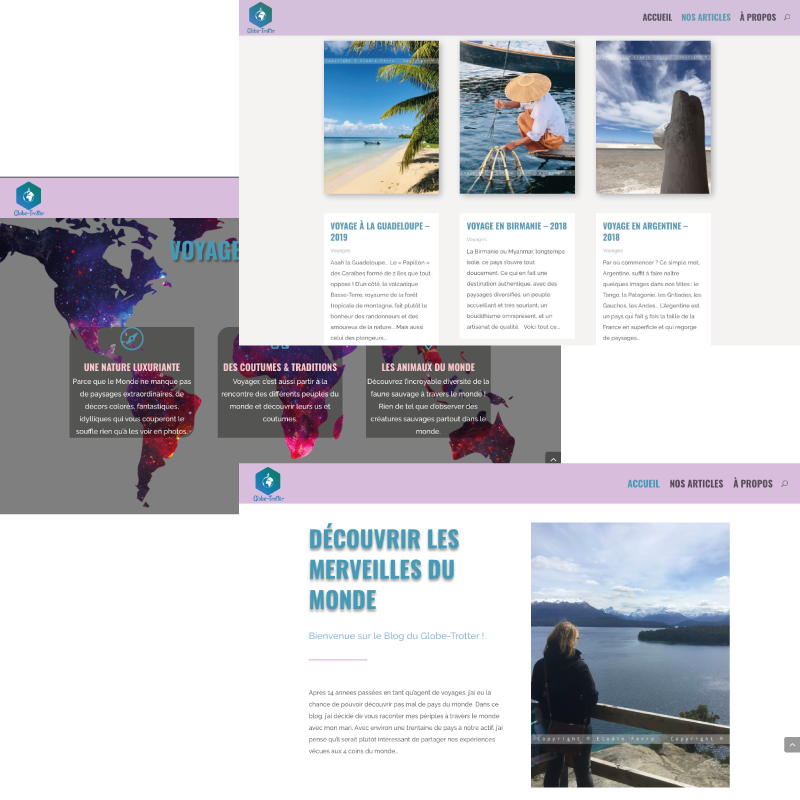 Globe-Trotter
ACCUEIL NOS ARTICLES À PROPOS
Copyright © Elodie Ferro Copyright ©
VOYAGE À LA GUADELOUPE –
2019
Voyages
Aaah la Guadeloupe… Le « Papillon »
des Caraïbes formé de 2 îles que tout
oppose ! D'un côté, la volcanique
Basse-Terre, royaume de la forêt
tropicale de montagne, fait plutôt le
bonheur des randonneurs et des
amoureux de la nature… Mais aussi
celui des plongeurs…
VOYAGE EN BIRMANIE – 2018
Voyages
La Birmanie ou Myanmar, longtemps
isolé, ce pays s'ouvre tout
doucement. Ce qui en fait une
destination authentique, avec des
paysages diversifiés, un peuple
accueillant et très souriant, un
bouddhisme omniprésent, et un
artisanat de qualité. Voici tout ce…
VOYAGE EN ARGENTINE –
2018
Voyages
Par où commencer ? Ce simple mot,
Argentine, suffit à faire naître
quelques images dans nos têtes : le
Tango, la Patagonie, les Grillades, les
Gauchos, les Andes… L'Argentine est
un pays qui fait 5 fois la taille de la
France en superficie et qui regorge
de paysages…
Globe-Trotter
VOYAGE
UNE NATURE LUXURIANTE
Parce que le Monde ne manque pas
de paysages extraordinaires, de
décors colorés, fantastiques,
idylliques qui vous couperont le
souffle rien qu'à les voir en photos.
DES COUTUMES & TRADITIONS
Voyager, c'est aussi partir à la
rencontre des différents peuples du
monde et découvrir leurs us et
coutumes.
LES ANIMAUX DU MONDE
Découvrez l'incroyable diversité de la
faune sauvage à travers le monde !
Rien de tel que d'observer des
créatures sauvages partout dans le
monde.
Globe-Trotter
ACCUEIL NOS ARTICLES À PROPOS
DÉCOUVRIR LES
MERVEILLES DU
MONDE
Bienvenue sur le Blog du Globe-Trotter !
Après 14 années passées en tant qu'agent de voyages, j'ai eu la
chance de pouvoir découvrir pas mal de pays du monde. Dans ce
blog, j'ai décidé de vous raconter mes périples à travers le monde
avec mon mari. Avec environ une trentaine de pays à notre actif, j'ai
pensé qu'il serait plutôt intéressant de partager nos expériences
vécues aux 4 coins du monde…
Copyright © Elodie Ferro Copyright ©